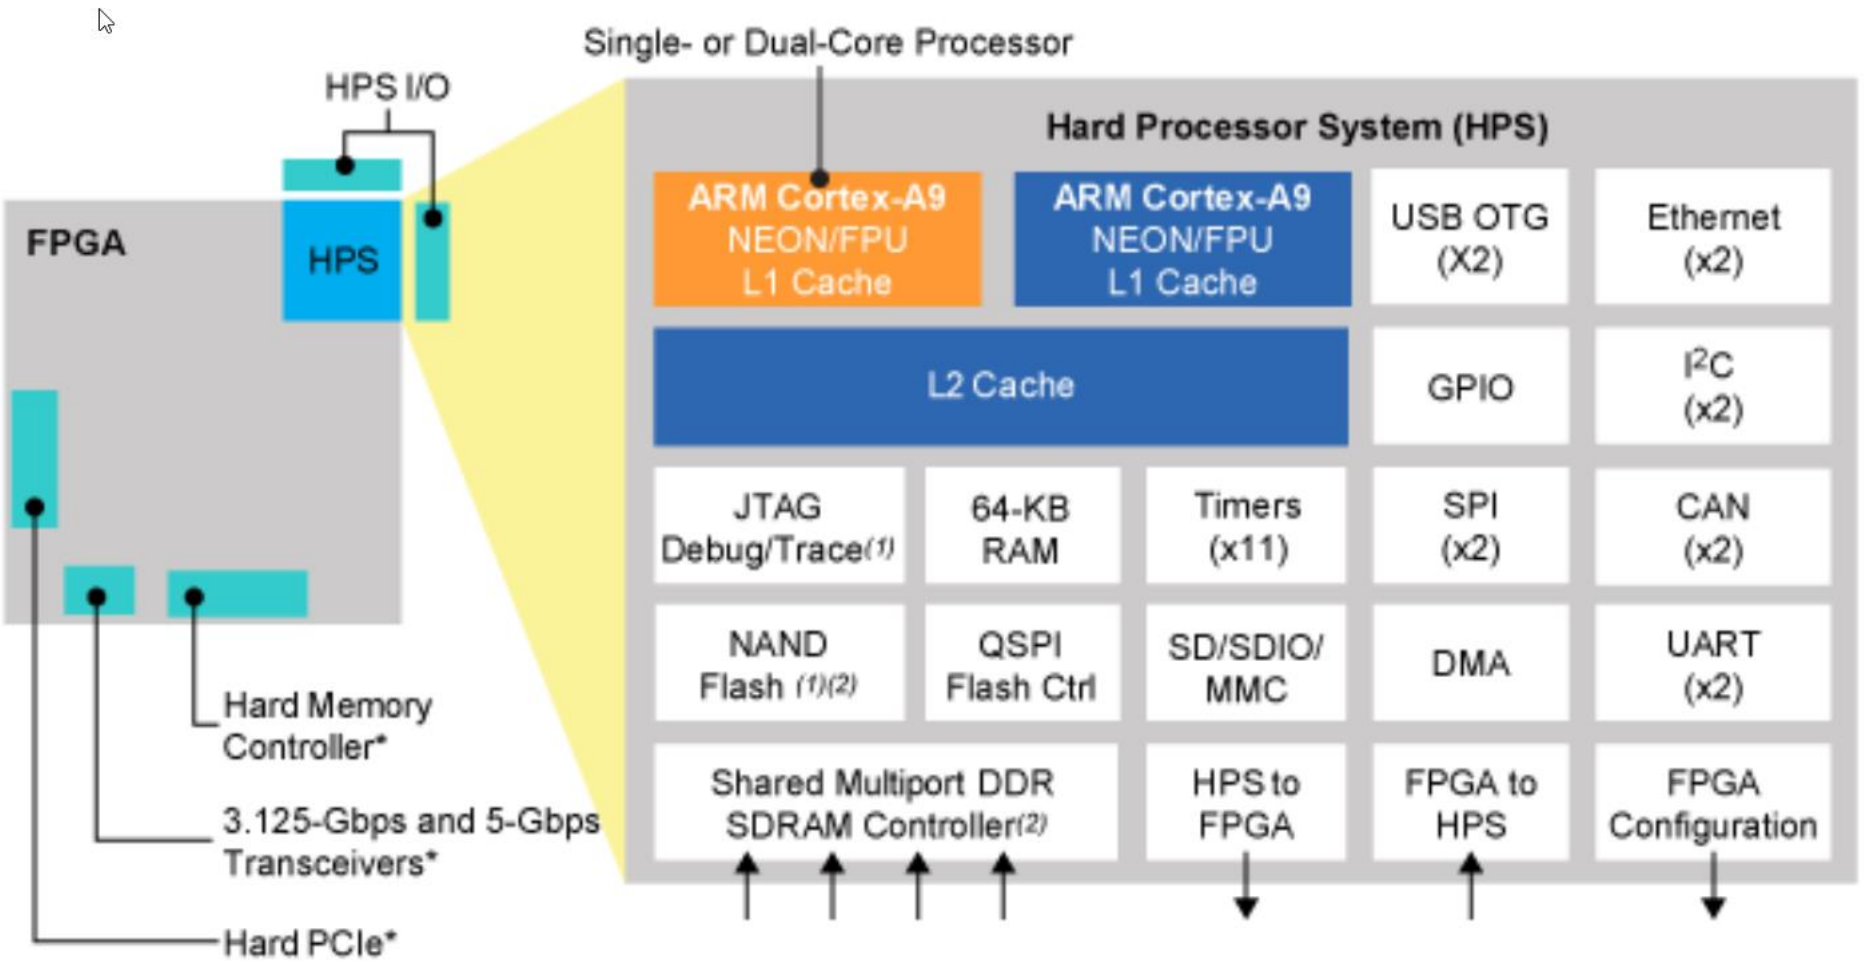 Single- or Dual-Core Processor
HPS I/O
FPGA
HPS
Hard Memory
Controller*
3.125-Gbps and 5-Gbps
Transceivers*
Hard PCIe*
Hard Processor System (HPS)
ARM Cortex-A9
NEON/FPU
L1 Cache
ARM Cortex-A9
NEON/FPU
L1 Cache
USB OTG
(X2)
Ethernet
(x2)
L2 Cache
GPIO
I²C
(x2)
JTAG
Debug/Trace(1)
64-KB
RAM
Timers
(x11)
SPI
(x2)
CAN
(x2)
NAND
Flash (1)(2)
QSPI
Flash Ctrl
SD/SDIO/
MMC
DMA
UART
(x2)
Shared Multiport DDR
SDRAM Controller(2)
HPS to
FPGA
FPGA to
HPS
FPGA
Configuration